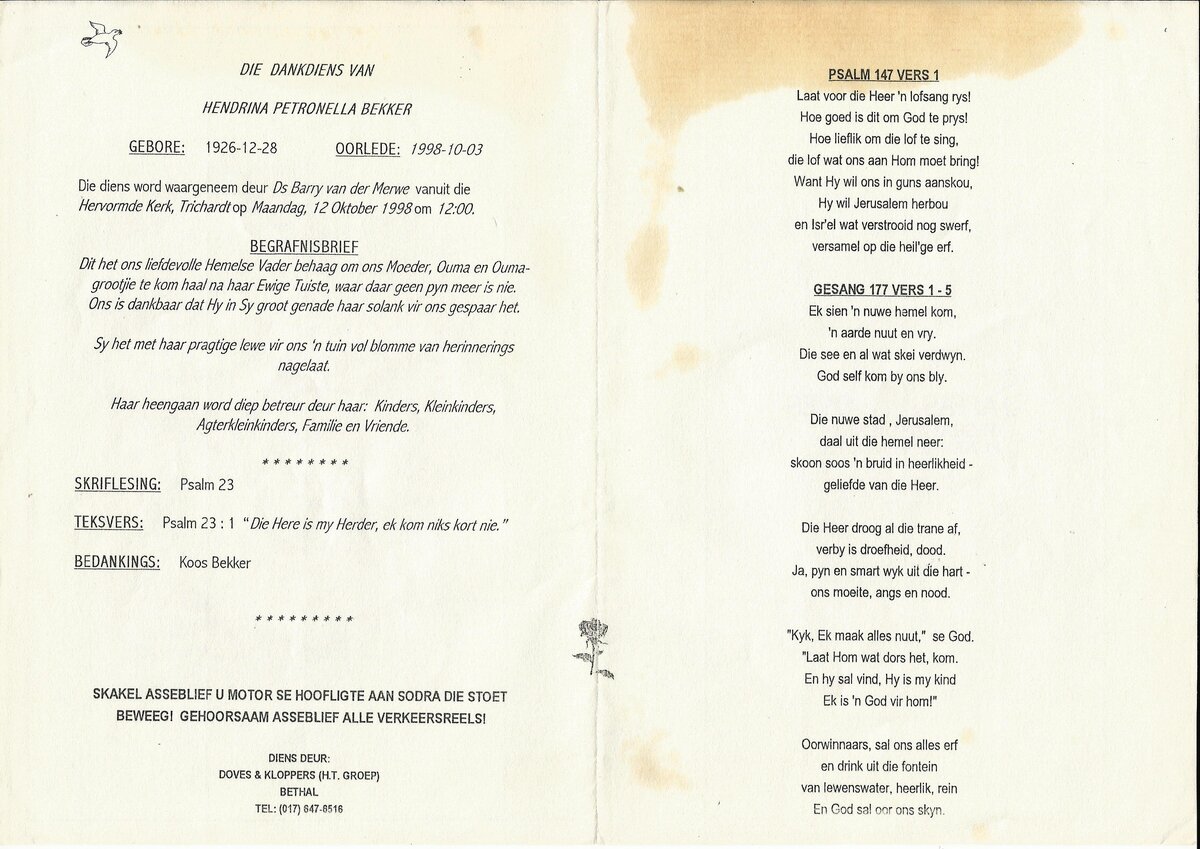 DIE DANKDIENS VAN
HENDRINA PETRONELLA BEKKER
GEBORE: 1926-12-28 OORLEDE: 1998-10-03
Die diens word waargeneem deur Ds Barry van der Merwe vanuit die
Hervormde Kerk, Trichardt op Maandag, 12 Oktober 1998 om 12:00.
BEGRAFNISBRIEF
Dit het ons liefdevolle Hemelse Vader behaag om ons Moeder, Ouma en Ouma-
grootjie te kom haal na haar Ewige Tuiste, waar daar geen pyn meer is nie.
Ons is dankbaar dat Hy in Sy groot genade haar solank vir ons gespaar het.
Sy het met haar pragtige lewe vir ons 'n tuin vol blomme van herinnerings
nagelaat.
Haar heengaan word diep betreur deur haar: Kinders, Kleinkinders,
Agterkleinkinders, Familie en Vriende.
* * * * * * * *
SKRIFLESING: Psalm 23
TEKSVERS: Psalm 23 : 1 "Die Here is my Herder, ek kom niks kort nie."
BEDANKINGS: Koos Bekker
* * * * * * * * *
SKAKEL ASSEBLIEF U MOTOR SE HOOFLIGTE AAN SODRA DIE STOET
BEWEEG! GEHOORSAAM ASSEBLIEF ALLE VERKEERSREELS!
DIENS DEUR:
DOVES & KLOPPERS (H.T. GROEP)
BETHAL
TEL: (017) 647-6516
PSALM 147 VERS 1
Laat voor die Heer 'n lofsang rys!
Hoe goed is dit om God te prys!
Hoe lieflik om die lof te sing,
die lof wat ons aan Hom moet bring!
Want Hy wil ons in guns aanskou,
Hy wil Jerusalem herbou
en Isr'el wat verstrooid nog swerf,
versamel op die heil'ge erf.
GESANG 177 VERS 1 - 5
Ek sien 'n nuwe hemel kom,
'n aarde nuut en vry.
Die see en al wat skei verdwyn.
God self kom by ons bly.
Die nuwe stad , Jerusalem,
daal uit die hemel neer:
skoon soos 'n bruid in heerlikheid -
geliefde van die Heer.
Die Heer droog al die trane af,
verby is droefheid, dood.
Ja, pyn en smart wyk uit die hart -
ons moeite, angs en nood.
"Kyk, Ek maak alles nuut," se God.
"Laat Hom wat dors het, kom.
En hy sal vind, Hy is my kind
Ek is 'n God vir hom!"
Oorwinnaars, sal ons alles erf
en drink uit die fontein
van lewenswater, heerlik, rein
En God sal oor ons skyn.